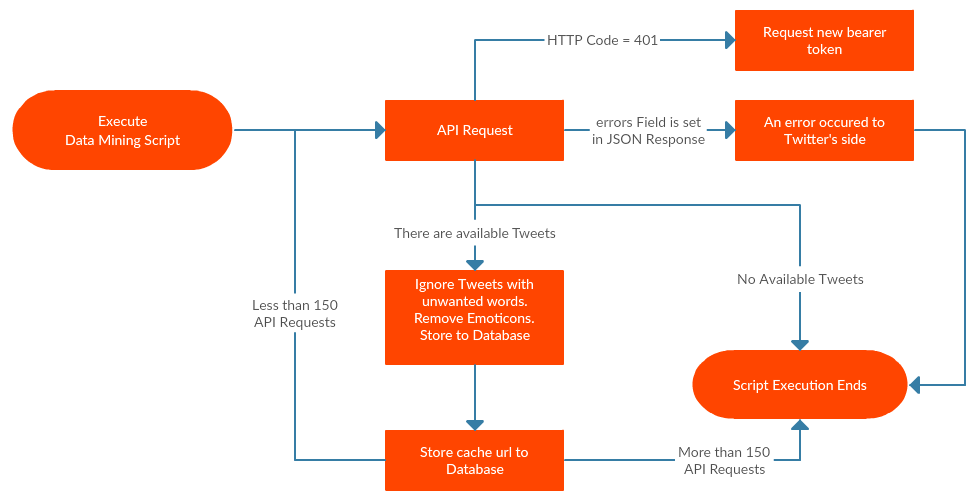 HTTP Code = 401
Request new bearer
token
Execute
Data Mining Script
API Request
errors Field is set
in JSON Response
An error occured to
Twitter's side
There are available Tweets
No Available Tweets
Ignore Tweets with
unwanted words.
Remove Emoticons.
Store to Database
Less than 150
API Requests
Script Execution Ends
Store cache url to
Database
More than 150
API Requests